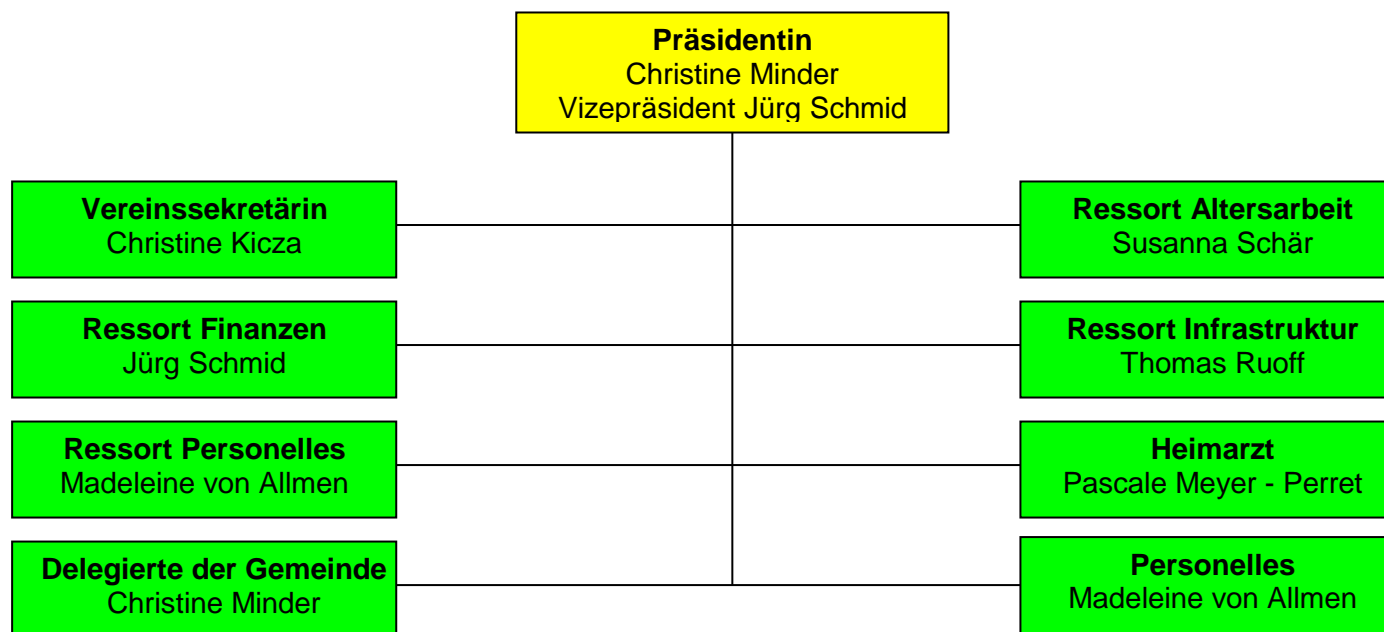 Präsidentin
Christine Minder
Vizepräsident Jürg Schmid
Vereinssekretärin
Christine Kicza
Ressort Altersarbeit
Susanna Schär
Ressort Finanzen
Jürg Schmid
Ressort Infrastruktur
Thomas Ruoff
Ressort Personelles
Madeleine von Allmen
Heimarzt
Pascale Meyer - Perret
Delegierte der Gemeinde
Christine Minder
Personelles
Madeleine von Allmen